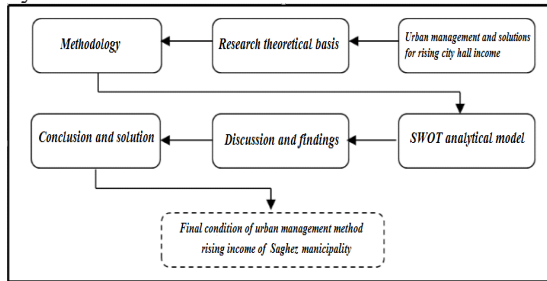 Methodology
Research theoretical basis
Urban management and solutions
for rising city hall income
Conclusion and solution
Discussion and findings
SWOT analytical model
Final condition of urban management method
rising income of Saghez manicipality